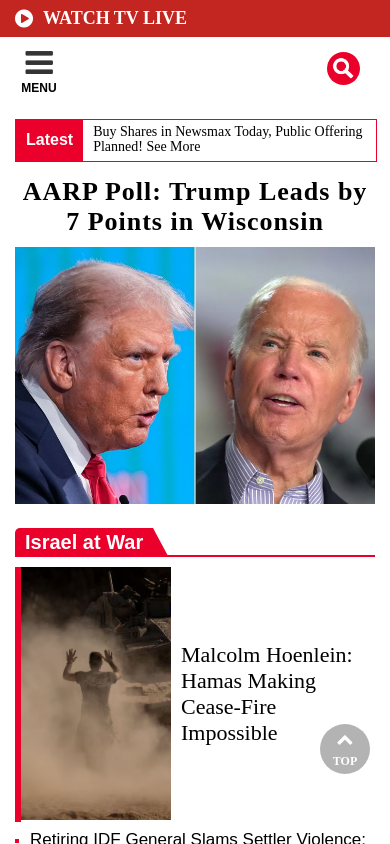 WATCH TV LIVE
MENU
Latest
Buy Shares in Newsmax Today, Public Offering
Planned! See More
AARP Poll: Trump Leads by
7 Points in Wisconsin
Israel at War
Malcolm Hoenlein:
Hamas Making
Cease-Fire
Impossible
TOP
Retiring IDF General Slams Settler Violence: